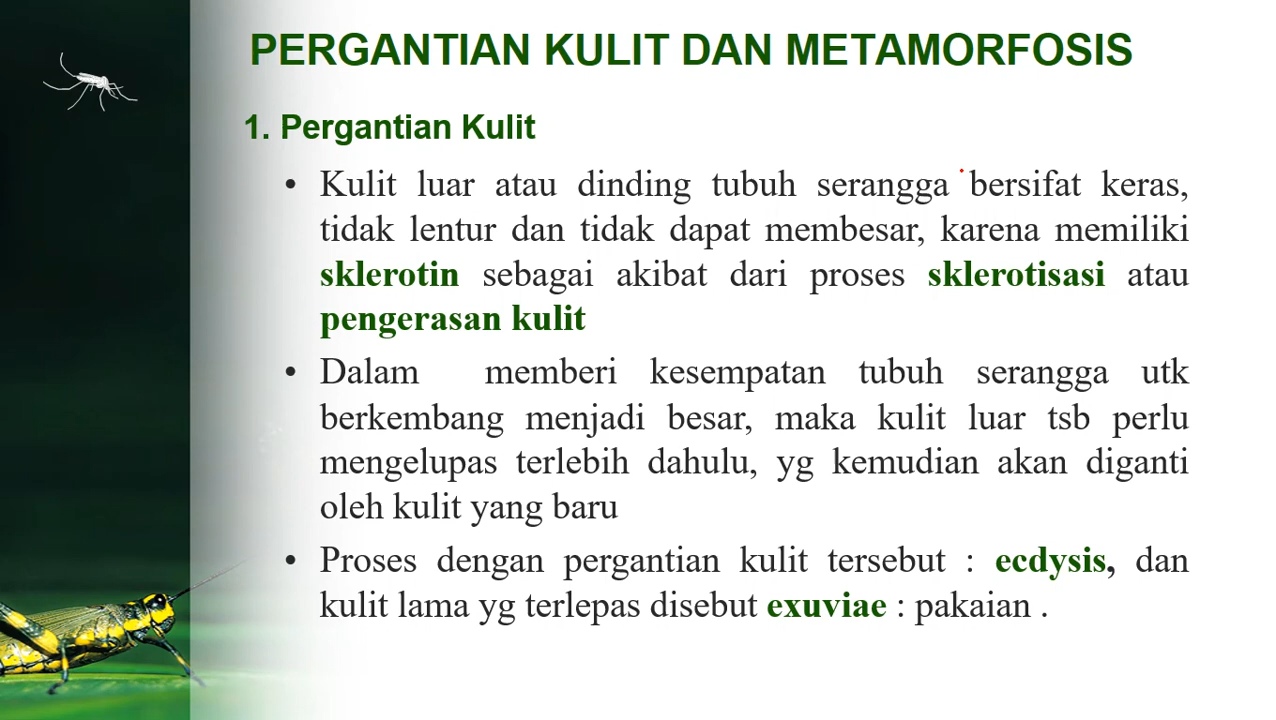 PERGANTIAN KULIT DAN METAMORFOSIS
1. Pergantian Kulit
• Kulit luar atau dinding tubuh serangga bersifat keras,
tidak lentur dan tidak dapat membesar, karena memiliki
sklerotin sebagai akibat dari proses sklerotisasi atau
pengerasan kulit
• Dalam memberi kesempatan tubuh serangga utk
berkembang menjadi besar, maka kulit luar tsb perlu
mengelupas terlebih dahulu, yg kemudian akan diganti
oleh kulit yang baru
• Proses dengan pergantian kulit tersebut : ecdysis, dan
kulit lama yg terlepas disebut exuviae : pakaian .